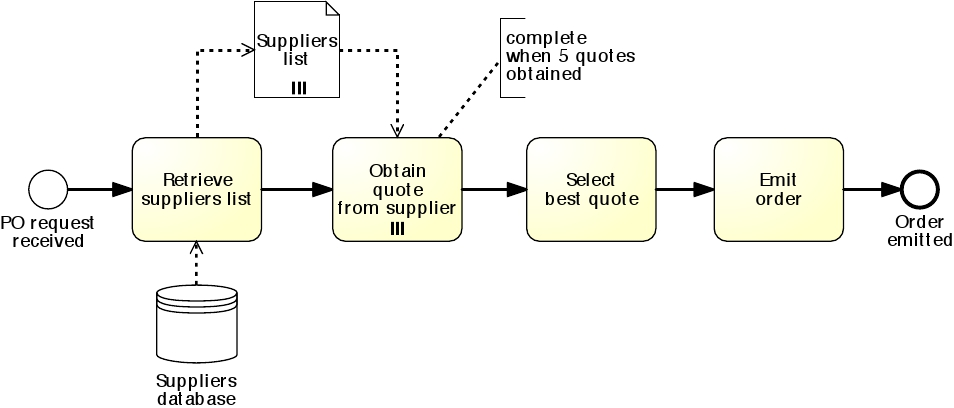 Suppliers
list
complete
when 5 quotes
obtained
PO request
received
Retrieve
suppliers list
Obtain
quote
from supplier
Select
best quote
Emit
order
Order
emitted
Suppliers
database